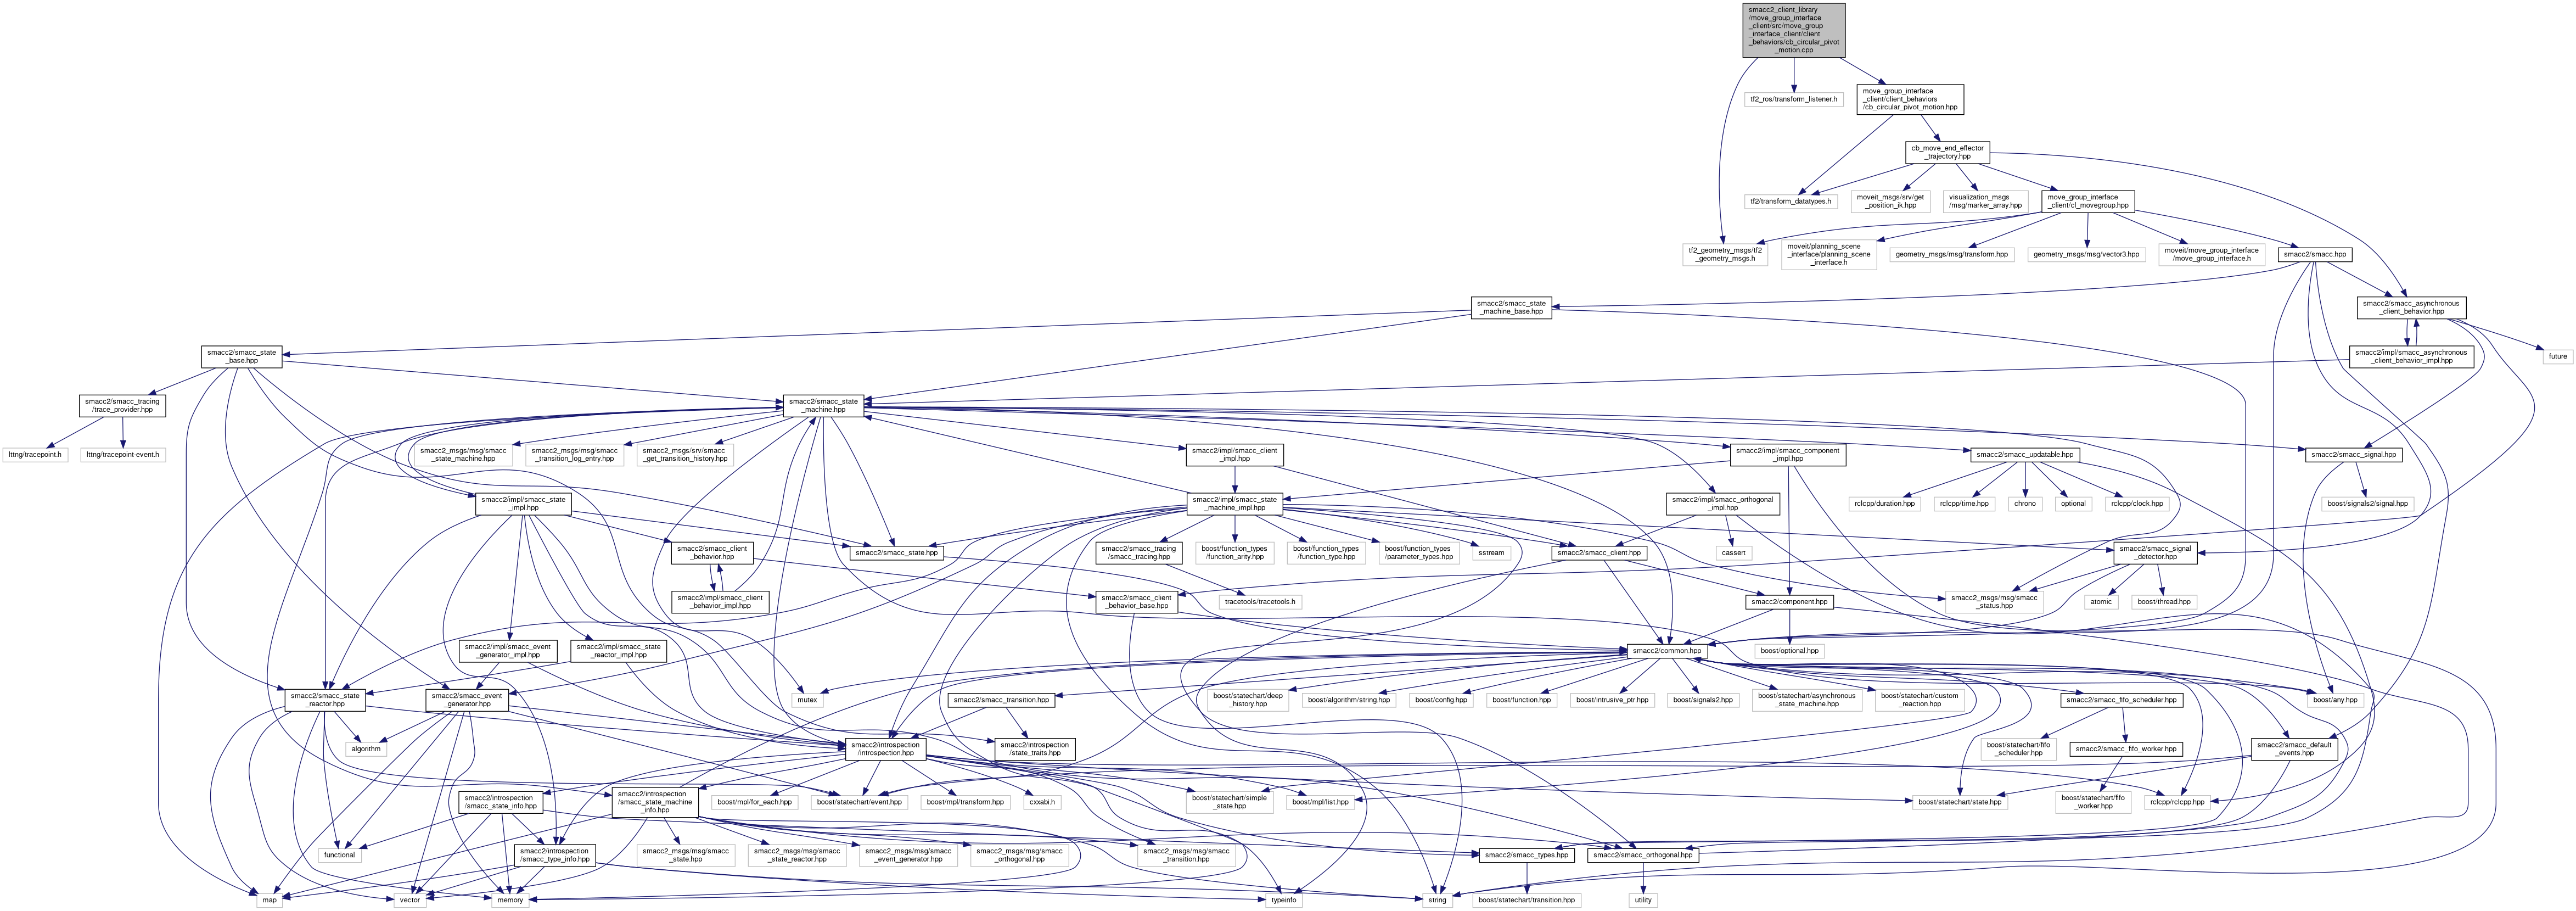 smacc2_client_library
/move_group_interface
_client/src/move_group
_interface_client/client
_behaviors/cb_circular_pivot
_motion.cpp
tf2_ros/transform_listener.h
move_group_interface
_client/client_behaviors
/cb_circular_pivot_motion.hpp
cb_move_end_effector
_trajectory.hpp
tf2/transform_datatypes.h
moveit_msgs/srv/get
_position_ik.hpp
visualization_msgs
/msg/marker_array.hpp
move_group_interface
_client/cl_movegroup.hpp
tf2_geometry_msgs/tf2
_geometry_msgs.h
moveit/planning_scene
_interface/planning_scene
_interface.h
geometry_msgs/msg/transform.hpp
geometry_msgs/msg/vector3.hpp
moveit/move_group_interface
/move_group_interface.h
smacc2/smacc.hpp
smacc2/smacc_state
_machine_base.hpp
smacc2/smacc_asynchronous
_client_behavior.hpp
smacc2/smacc_state
_base.hpp
smacc2/impl/smacc_asynchronous
_client_behavior_impl.hpp
future
smacc2/smacc_tracing
/trace_provider.hpp
smacc2/smacc_state
_machine.hpp
lttng/tracepoint.h
lttng/tracepoint-event.h
smacc2_msgs/msg/smacc
_state_machine.hpp
smacc2_msgs/msg/smacc
_transition_log_entry.hpp
smacc2_msgs/srv/smacc
_get_transition_history.hpp
smacc2/impl/smacc_client
_impl.hpp
smacc2/impl/smacc_component
_impl.hpp
smacc2/smacc_updatable.hpp
smacc2/smacc_signal.hpp
smacc2/impl/smacc_state
_impl.hpp
smacc2/impl/smacc_state
_machine_impl.hpp
smacc2/impl/smacc_orthogonal
_impl.hpp
rclcpp/duration.hpp
rclcpp/time.hpp
chrono
optional
rclcpp/clock.hpp
boost/signals2/signal.hpp
smacc2/smacc_client
_behavior.hpp
smacc2/smacc_state.hpp
smacc2/smacc_tracing
/smacc_tracing.hpp
boost/function_types
/function_arity.hpp
boost/function_types
/function_type.hpp
boost/function_types
/parameter_types.hpp
sstream
smacc2/smacc_client.hpp
cassert
smacc2/smacc_signal
_detector.hpp
smacc2/impl/smacc_client
_behavior_impl.hpp
smacc2/smacc_client
_behavior_base.hpp
tracetools/tracetools.h
smacc2/component.hpp
smacc2_msgs/msg/smacc
_status.hpp
atomic
boost/thread.hpp
smacc2/impl/smacc_event
_generator_impl.hpp
smacc2/impl/smacc_state
_reactor_impl.hpp
smacc2/common.hpp
boost/optional.hpp
smacc2/smacc_state
_reactor.hpp
smacc2/smacc_event
_generator.hpp
mutex
smacc2/smacc_transition.hpp
boost/statechart/deep
_history.hpp
boost/algorithm/string.hpp
boost/config.hpp
boost/function.hpp
boost/intrusive_ptr.hpp
boost/signals2.hpp
boost/statechart/asynchronous
_state_machine.hpp
boost/statechart/custom
_reaction.hpp
smacc2/smacc_fifo_scheduler.hpp
boost/any.hpp
algorithm
smacc2/introspection
/introspection.hpp
smacc2/introspection
/state_traits.hpp
boost/statechart/fifo
_scheduler.hpp
smacc2/smacc_fifo_worker.hpp
smacc2/smacc_default
_events.hpp
smacc2/introspection
/smacc_state_info.hpp
smacc2/introspection
/smacc_state_machine
_info.hpp
boost/mpl/for_each.hpp
boost/statechart/event.hpp
boost/mpl/transform.hpp
cxxabi.h
boost/statechart/simple
_state.hpp
boost/mpl/list.hpp
boost/statechart/state.hpp
boost/statechart/fifo
_worker.hpp
rclcpp/rclcpp.hpp
functional
smacc2/introspection
/smacc_type_info.hpp
smacc2_msgs/msg/smacc
_state.hpp
smacc2_msgs/msg/smacc
_state_reactor.hpp
smacc2_msgs/msg/smacc
_event_generator.hpp
smacc2_msgs/msg/smacc
_orthogonal.hpp
smacc2_msgs/msg/smacc
_transition.hpp
smacc2/smacc_types.hpp
smacc2/smacc_orthogonal.hpp
map
vector
memory
typeinfo
string
boost/statechart/transition.hpp
utility